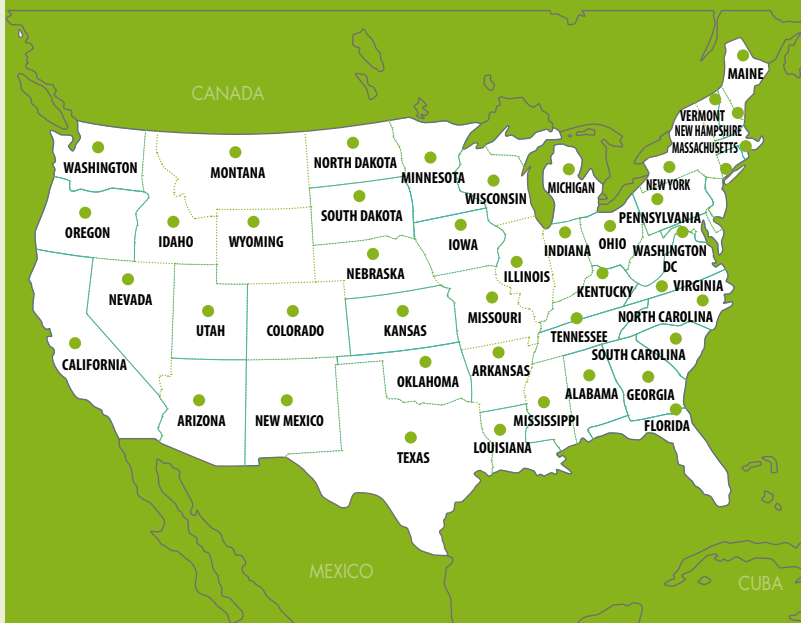 CANADA
MAINE
VERMONT
NEW HAMPSHIRE
MASSACHUSETTS
WASHINGTON
MONTANA
NORTH DAKOTA
MINNESOTA
WISCONSIN
MICHIGAN
NEW YORK
OREGON
IDAHO
WYOMING
SOUTH DAKOTA
IOWA
PENNSYLVANIA
NEBRASKA
ILLINOIS
INDIANA
OHIO
WASHINGTON
DC
NEVADA
UTAH
COLORADO
KANSAS
MISSOURI
KENTUCKY
VIRGINIA
NORTH CAROLINA
TENNESSEE
SOUTH CAROLINA
CALIFORNIA
OKLAHOMA
ARKANSAS
ARIZONA
NEW MEXICO
MISSISSIPPI
ALABAMA
GEORGIA
FLORIDA
TEXAS
LOUISIANA
MEXICO
CUBA